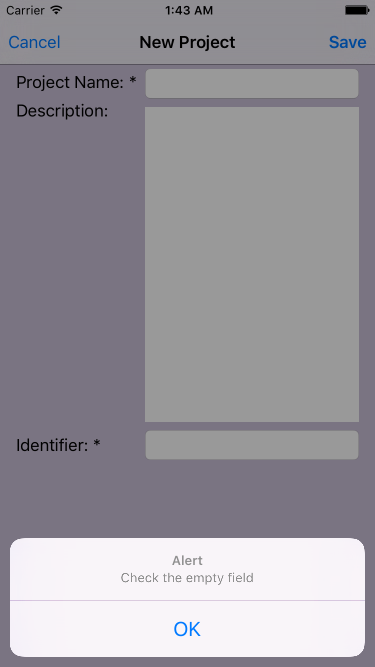 Carrier 1:43 AM
Cancel New Project Save
Project Name: *
Description:
Identifier: *
Alert
Check the empty field
OK